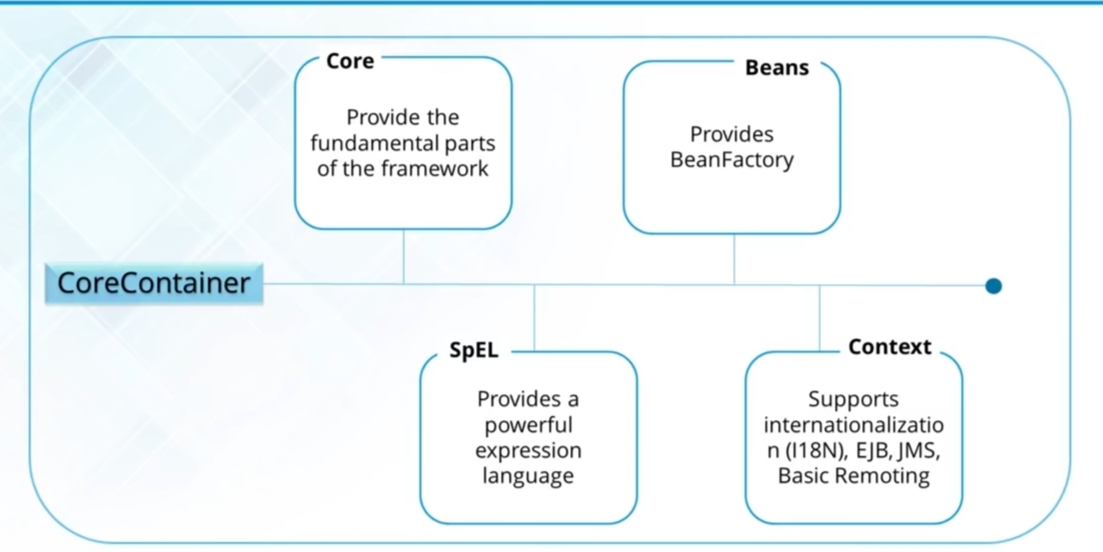 Core
Provide the
fundamental parts
of the framework
Beans
Provides
BeanFactory
CoreContainer
SpEL
Provides a
powerful
expression
language
Context
Supports
internationalizatio
n (I18N), EJB, JMS,
Basic Remoting